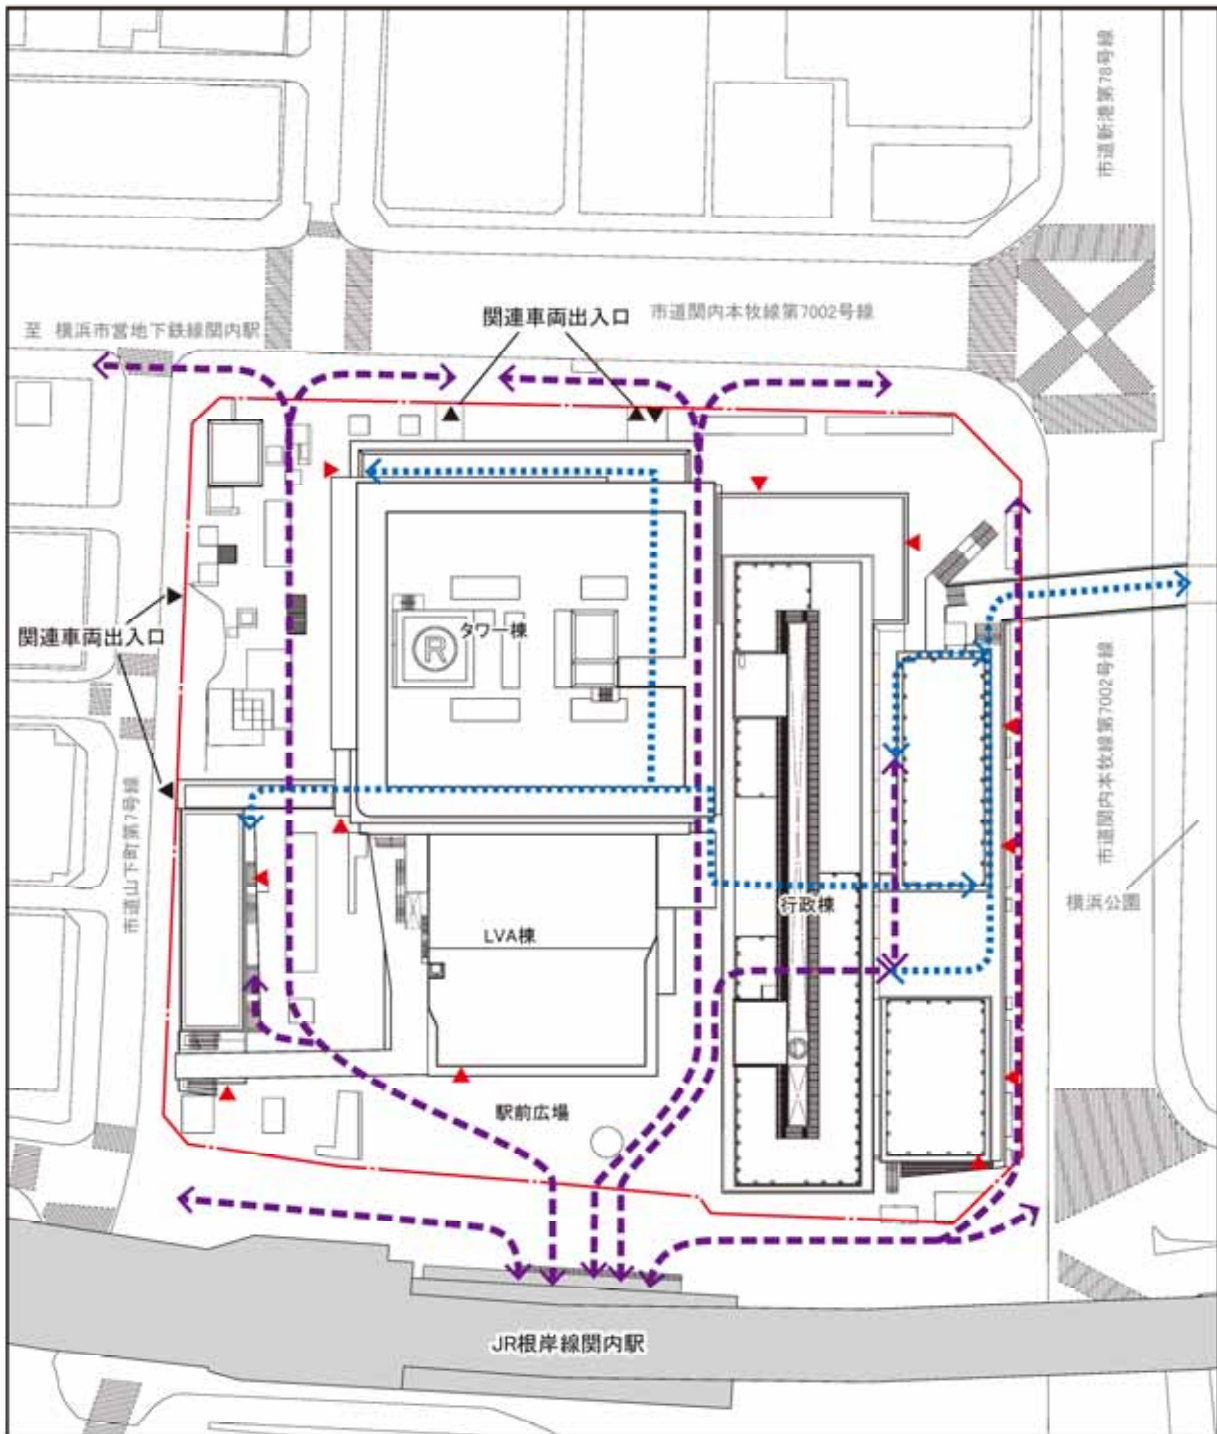 市道新港第78号線
関連車両出入口
市道関内本牧線第7002号線
至 横浜市営地下鉄線関内駅
タワー棟
R
関連車両出入口
市道関内本牧線第7002号線
市道山下町第7号線
横浜公園
行政棟
LVA棟
駅前広場
JR根岸線関内駅